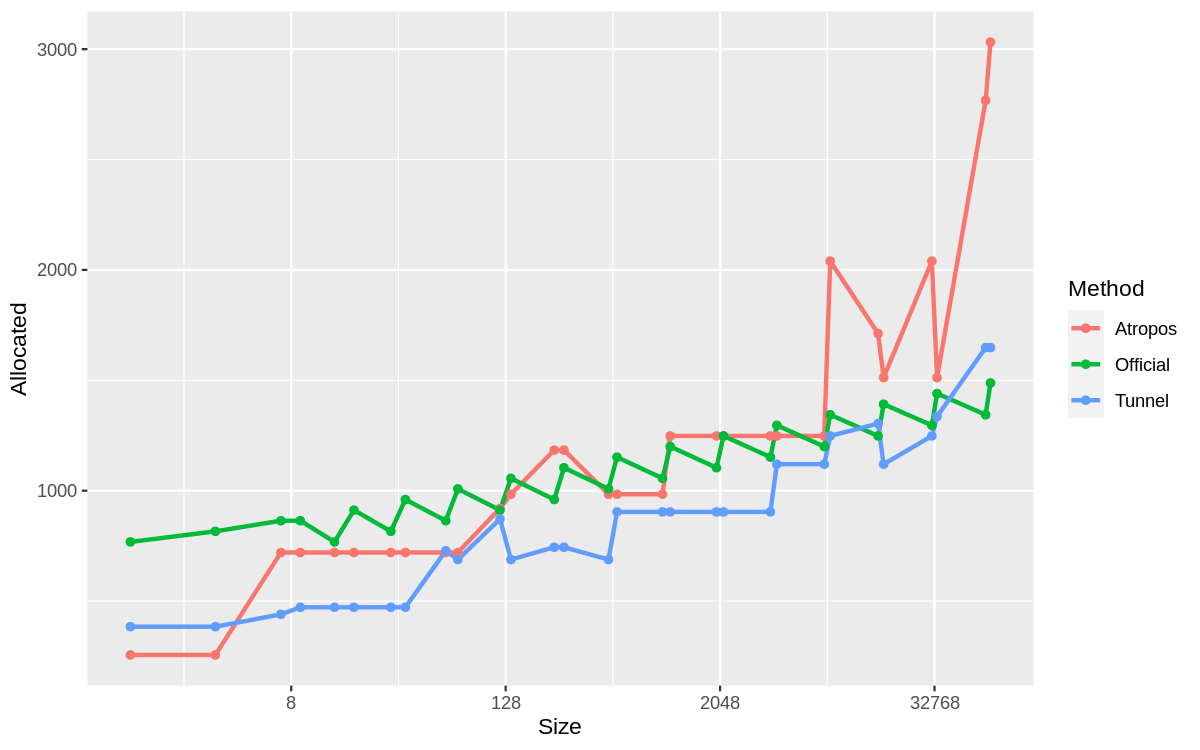 3000
2000
1000
Allocated
8
128
2048
32768
Size
Method
Atropos
Official
Tunnel